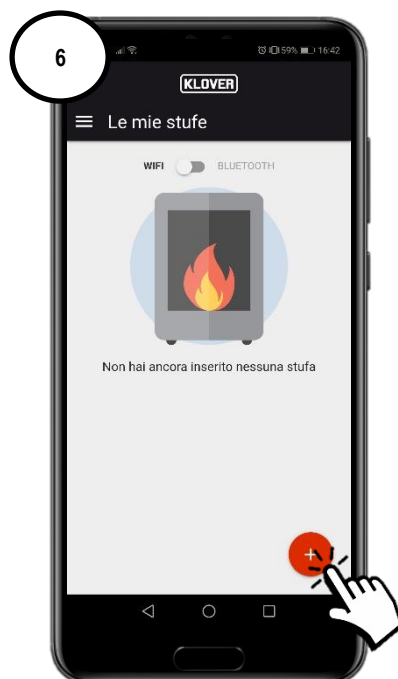 6
59% 16:42
KLOVER
Le mie stufe
WIFI BLUETOOTH
Non hai ancora inserito nessuna stufa
+